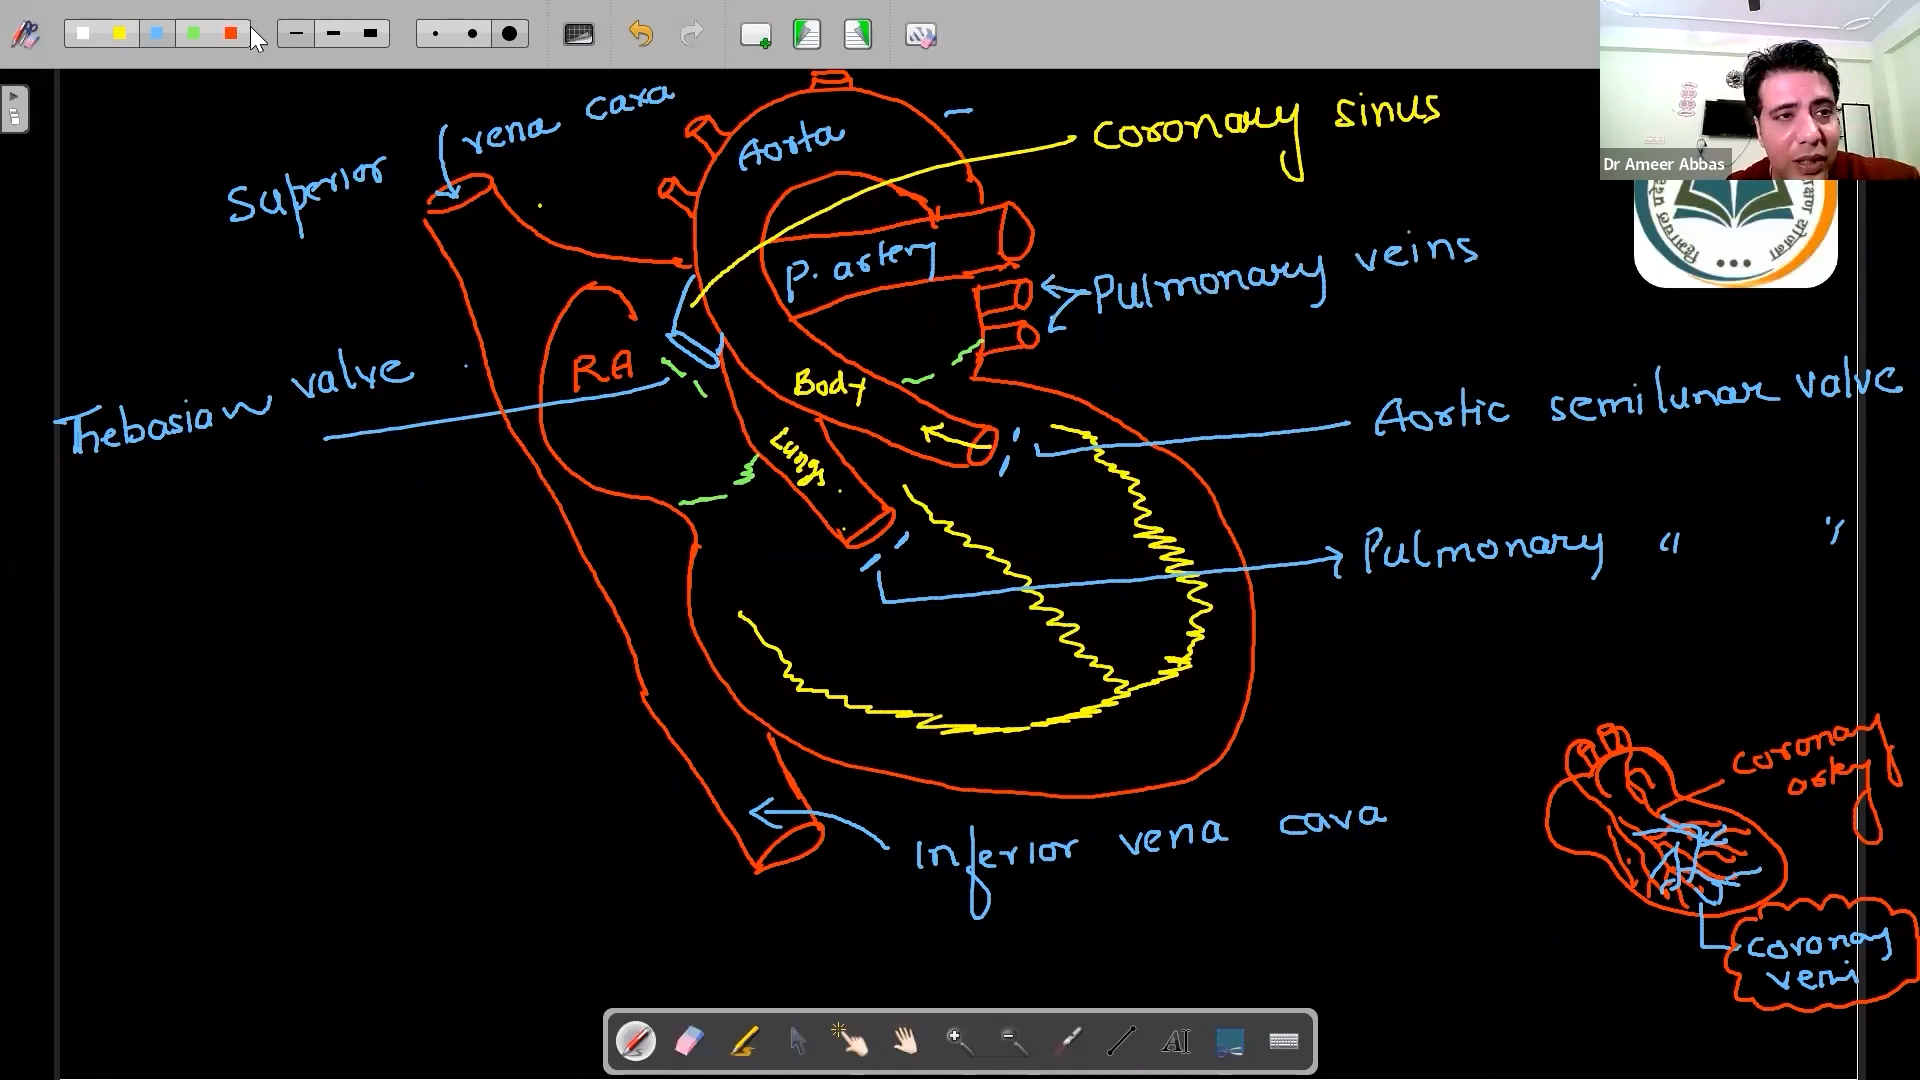 Dr Ameer Abbas
Superior vena cava
Aorta
coronary sinus
P. artery
Pulmonary veins
RA
Thebasian valve
Body
Lungs
Aortic semilunar valve
Pulmonary " "
Inferior vena cava
coronary
artery
coronary
vein
AI